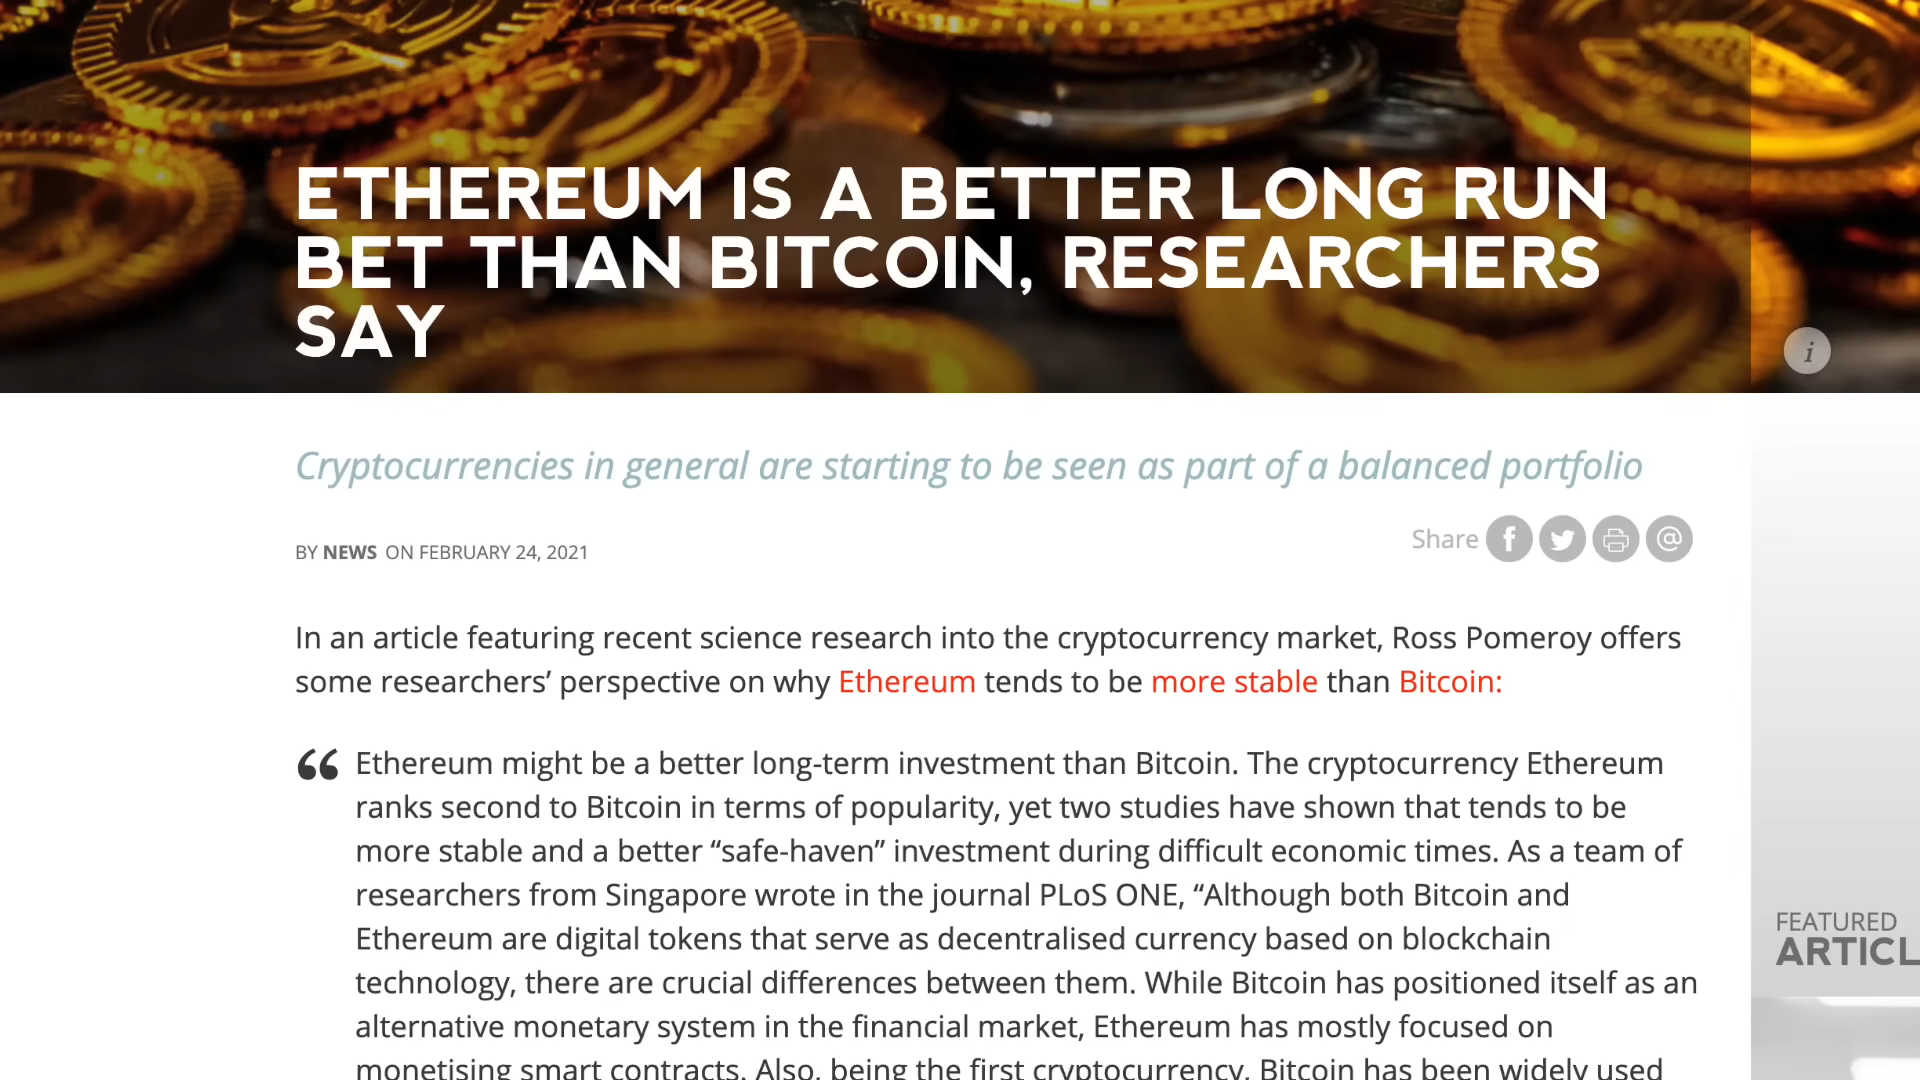 ETHEREUM IS A BETTER LONG RUN
BET THAN BITCOIN, RESEARCHERS
SAY
i
Cryptocurrencies in general are starting to be seen as part of a balanced portfolio
BY NEWS ON FEBRUARY 24, 2021
Share
In an article featuring recent science research into the cryptocurrency market, Ross Pomeroy offers
some researchers’ perspective on why Ethereum tends to be more stable than Bitcoin:
“ Ethereum might be a better long-term investment than Bitcoin. The cryptocurrency Ethereum
ranks second to Bitcoin in terms of popularity, yet two studies have shown that tends to be
more stable and a better “safe-haven” investment during difficult economic times. As a team of
researchers from Singapore wrote in the journal PLoS ONE, “Although both Bitcoin and
Ethereum are digital tokens that serve as decentralised currency based on blockchain
technology, there are crucial differences between them. While Bitcoin has positioned itself as an
alternative monetary system in the financial market, Ethereum has mostly focused on
monetising smart contracts. Also, being the first cryptocurrency, Bitcoin has been widely used
FEATURED
ARTICL